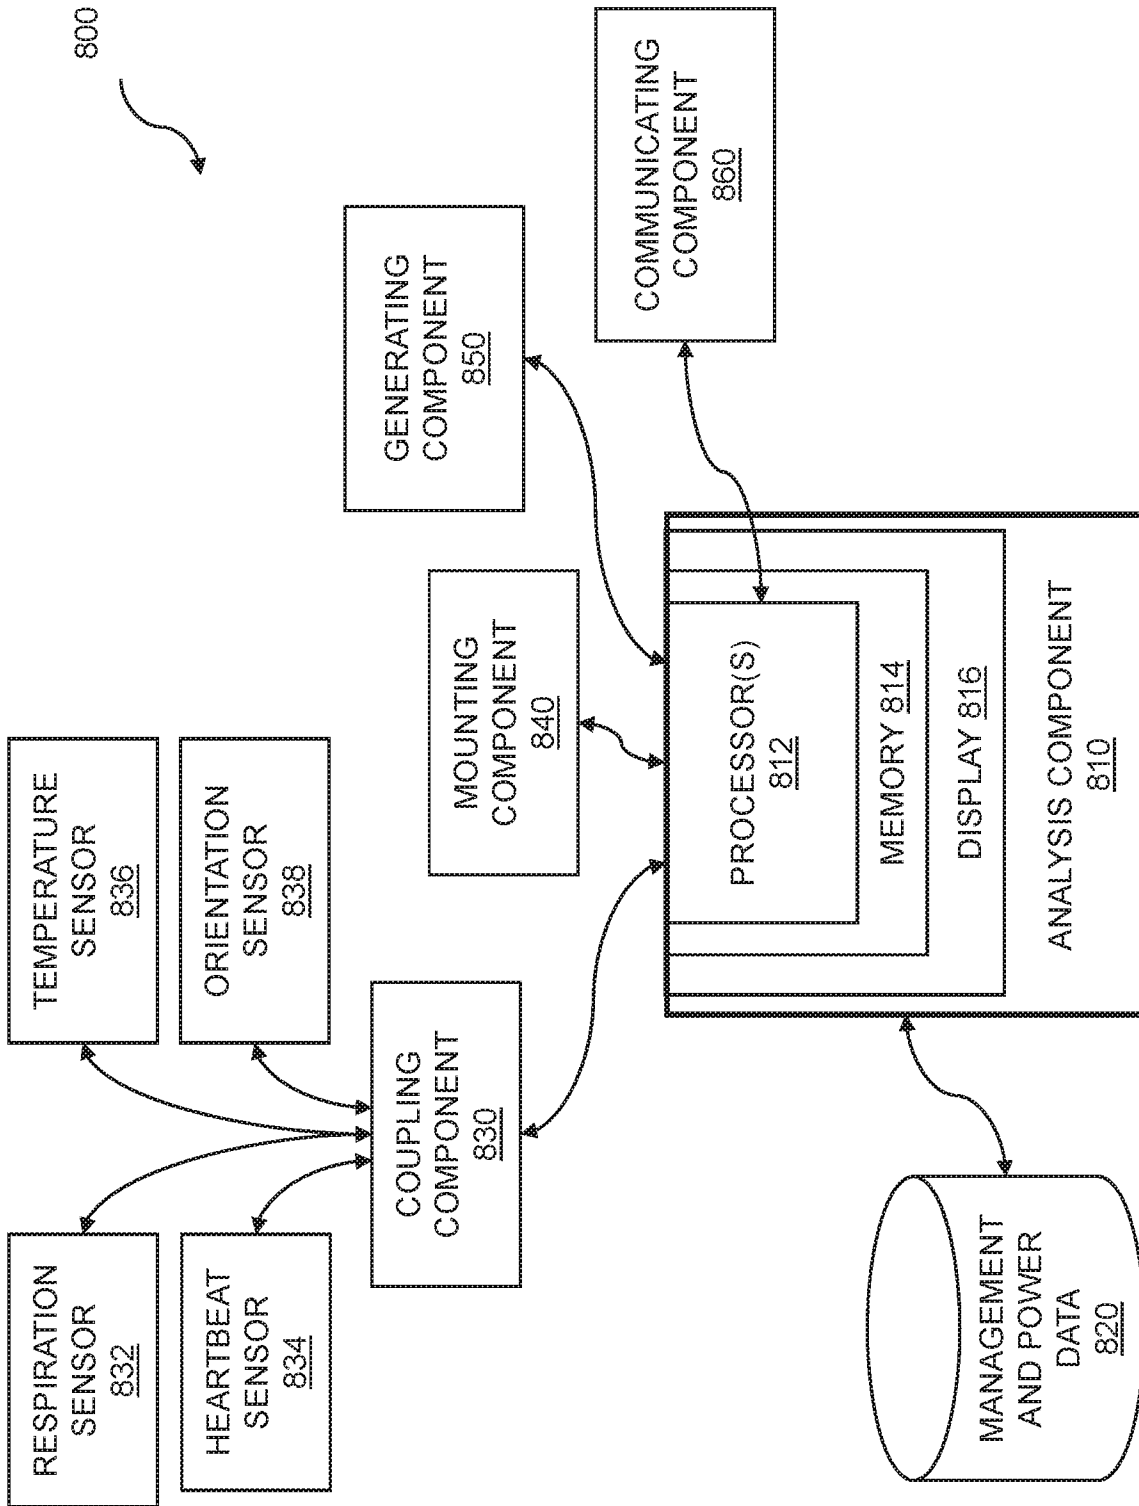 800
RESPIRATION
SENSOR
832
TEMPERATURE
SENSOR
836
HEARTBEAT
SENSOR
834
ORIENTATION
SENSOR
838
COUPLING
COMPONENT
830
MOUNTING
COMPONENT
840
GENERATING
COMPONENT
850
COMMUNICATING
COMPONENT
860
PROCESSOR(S)
812
MEMORY 814
DISPLAY 816
ANALYSIS COMPONENT
810
MANAGEMENT
AND POWER
DATA
820